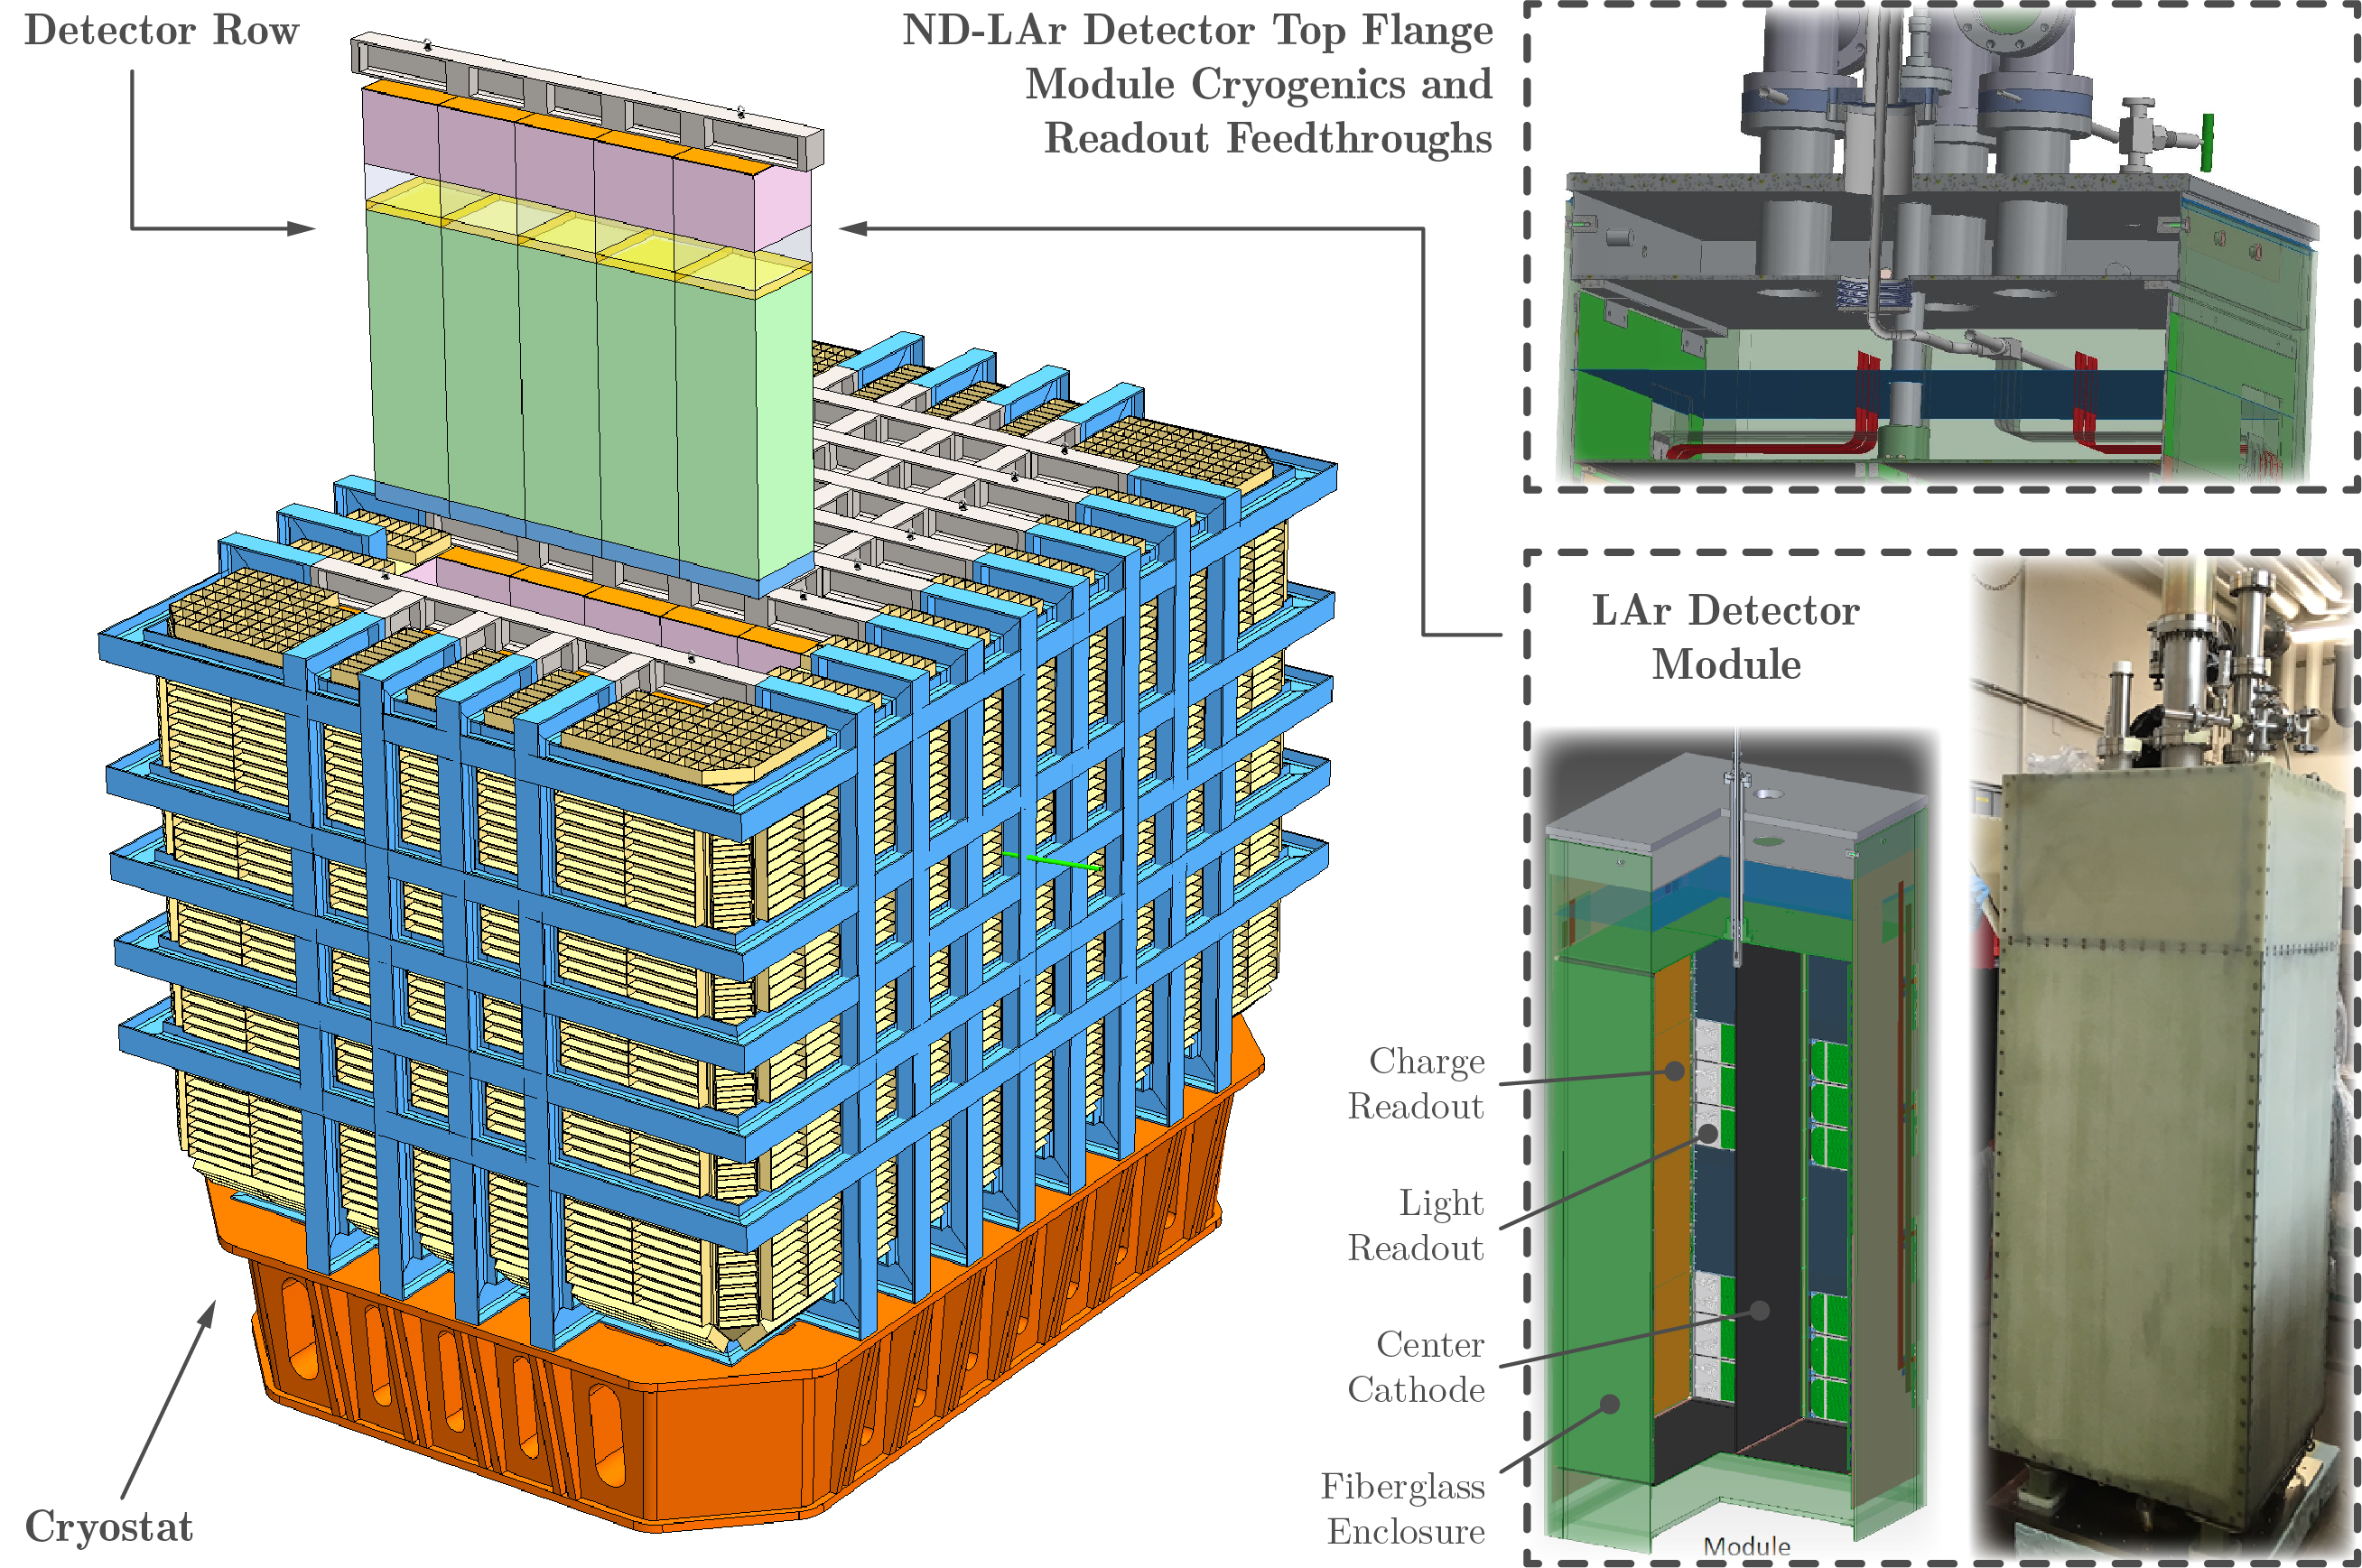 Detector Row
ND-LAr Detector Top Flange
Module Cryogenics and
Readout Feedthroughs
LAr Detector
Module
Charge
Readout
Light
Readout
Center
Cathode
Fiberglass
Enclosure
Module
Cryostat